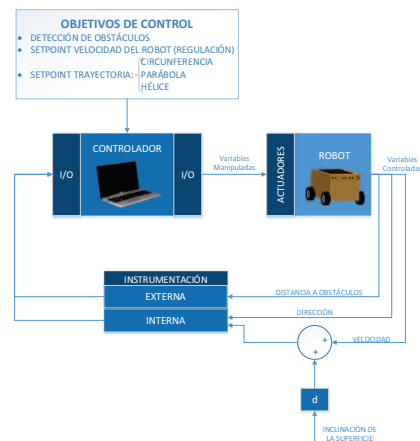 OBJETIVOS DE CONTROL
• DETECCIÓN DE OBSTÁCULOS
• SETPOINT VELOCIDAD DEL ROBOT (REGULACIÓN)
CIRCUNFERENCIA
• SETPOINT TRAYECTORIA: PARÁBOLA
HÉLICE
I/O
CONTROLADOR
I/O
Variables
Manipuladas
ACTUADORES
ROBOT
Variables
Controladas
INSTRUMENTACIÓN
EXTERNA
INTERNA
DISTANCIA A OBSTÁCULOS
DIRECCIÓN
VELOCIDAD
+
+
d
INCLINACIÓN DE
LA SUPERFICIE